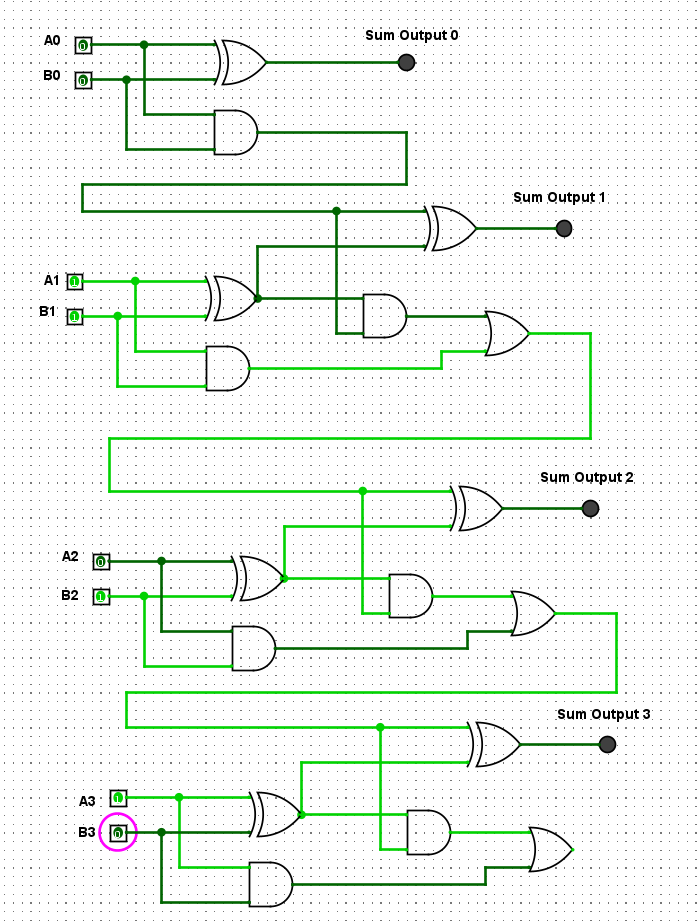 Sum Output 0
A0 0
B0 0
Sum Output 1
A1 1
B1 1
Sum Output 2
A2 0
B2 1
Sum Output 3
A3 1
B3 0